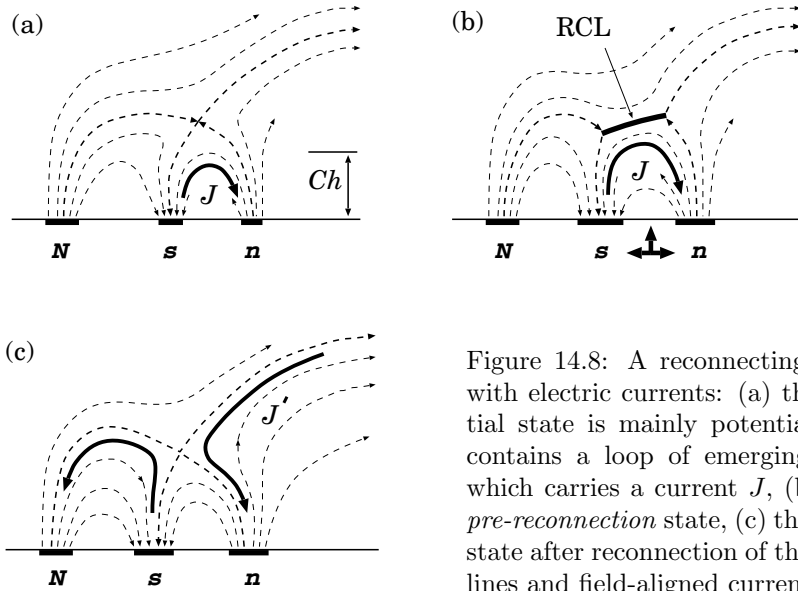 (a)
Ch
J
N s n
(b)
RCL
J
N s n
(c)
J′
N s n
Figure 14.8: A reconnecting
with electric currents: (a) th
tial state is mainly potentia
contains a loop of emerging
which carries a current J, (b
pre-reconnection state, (c) th
state after reconnection of th
lines and field-aligned curren